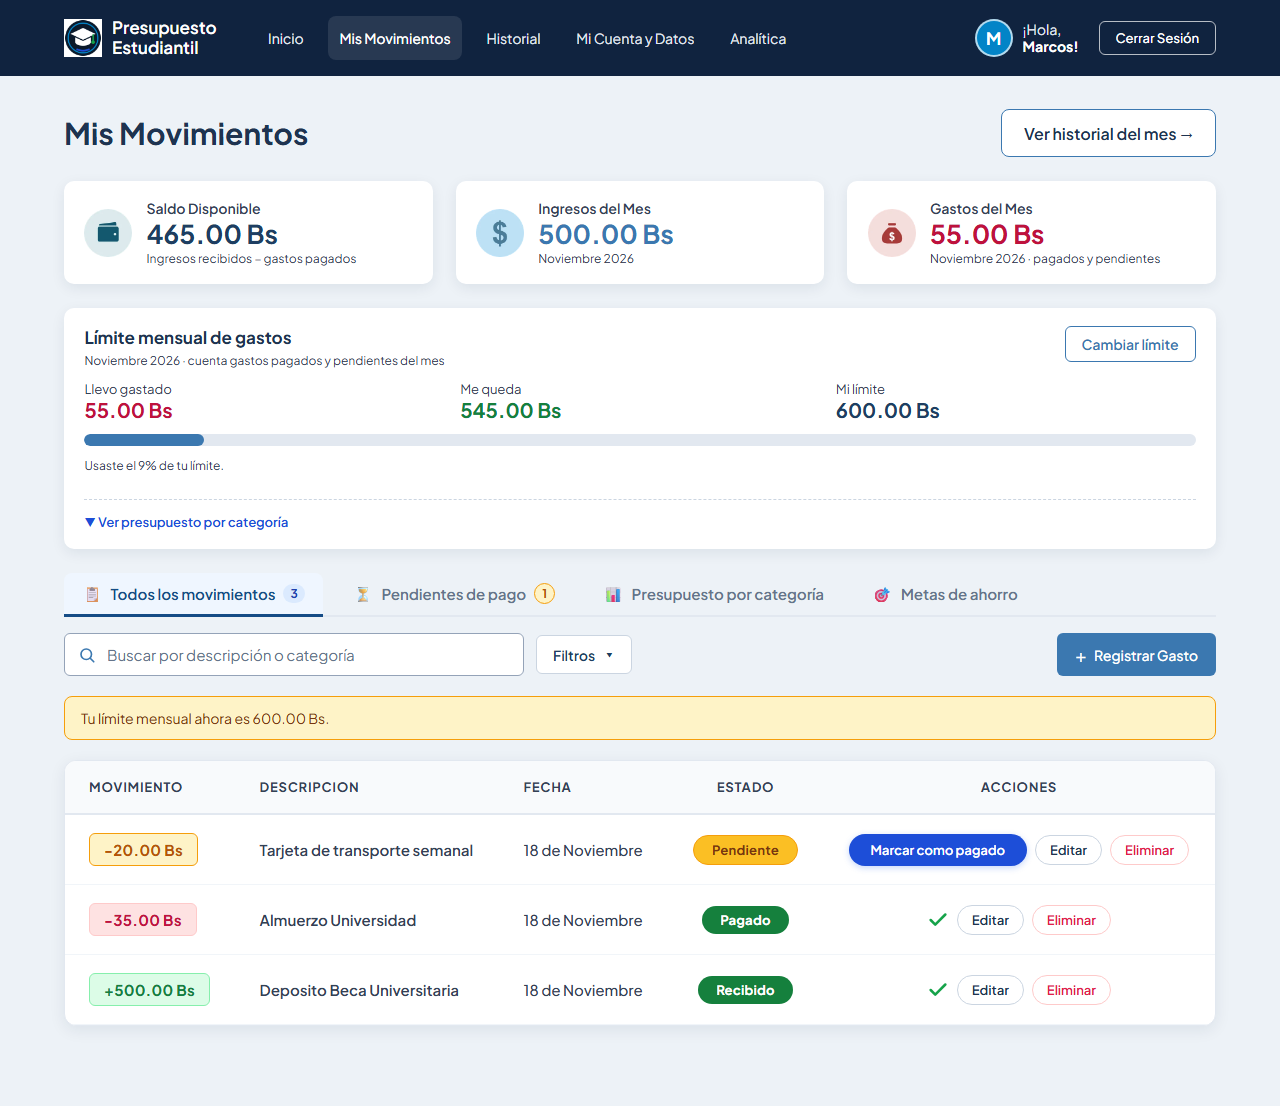 Presupuesto
Estudiantil
Inicio
Mis Movimientos
Historial
Mi Cuenta y Datos
Analítica
M
¡Hola,
Marcos!
Cerrar Sesión
Mis Movimientos
Ver historial del mes →
Saldo Disponible
465.00 Bs
Ingresos recibidos – gastos pagados
$
Ingresos del Mes
500.00 Bs
Noviembre 2026
$
Gastos del Mes
55.00 Bs
Noviembre 2026 · pagados y pendientes
Límite mensual de gastos
Noviembre 2026 · cuenta gastos pagados y pendientes del mes
Cambiar límite
Llevo gastado
55.00 Bs
Me queda
545.00 Bs
Mi límite
600.00 Bs
Usaste el 9% de tu límite.
▼ Ver presupuesto por categoría
Todos los movimientos 3
Pendientes de pago 1
Presupuesto por categoría
Metas de ahorro
Buscar por descripción o categoría
Filtros ▼
+ Registrar Gasto
Tu límite mensual ahora es 600.00 Bs.
MOVIMIENTO DESCRIPCION FECHA ESTADO ACCIONES
-20.00 Bs Tarjeta de transporte semanal 18 de Noviembre Pendiente Marcar como pagado Editar Eliminar
-35.00 Bs Almuerzo Universidad 18 de Noviembre Pagado Editar Eliminar
+500.00 Bs Deposito Beca Universitaria 18 de Noviembre Recibido Editar Eliminar